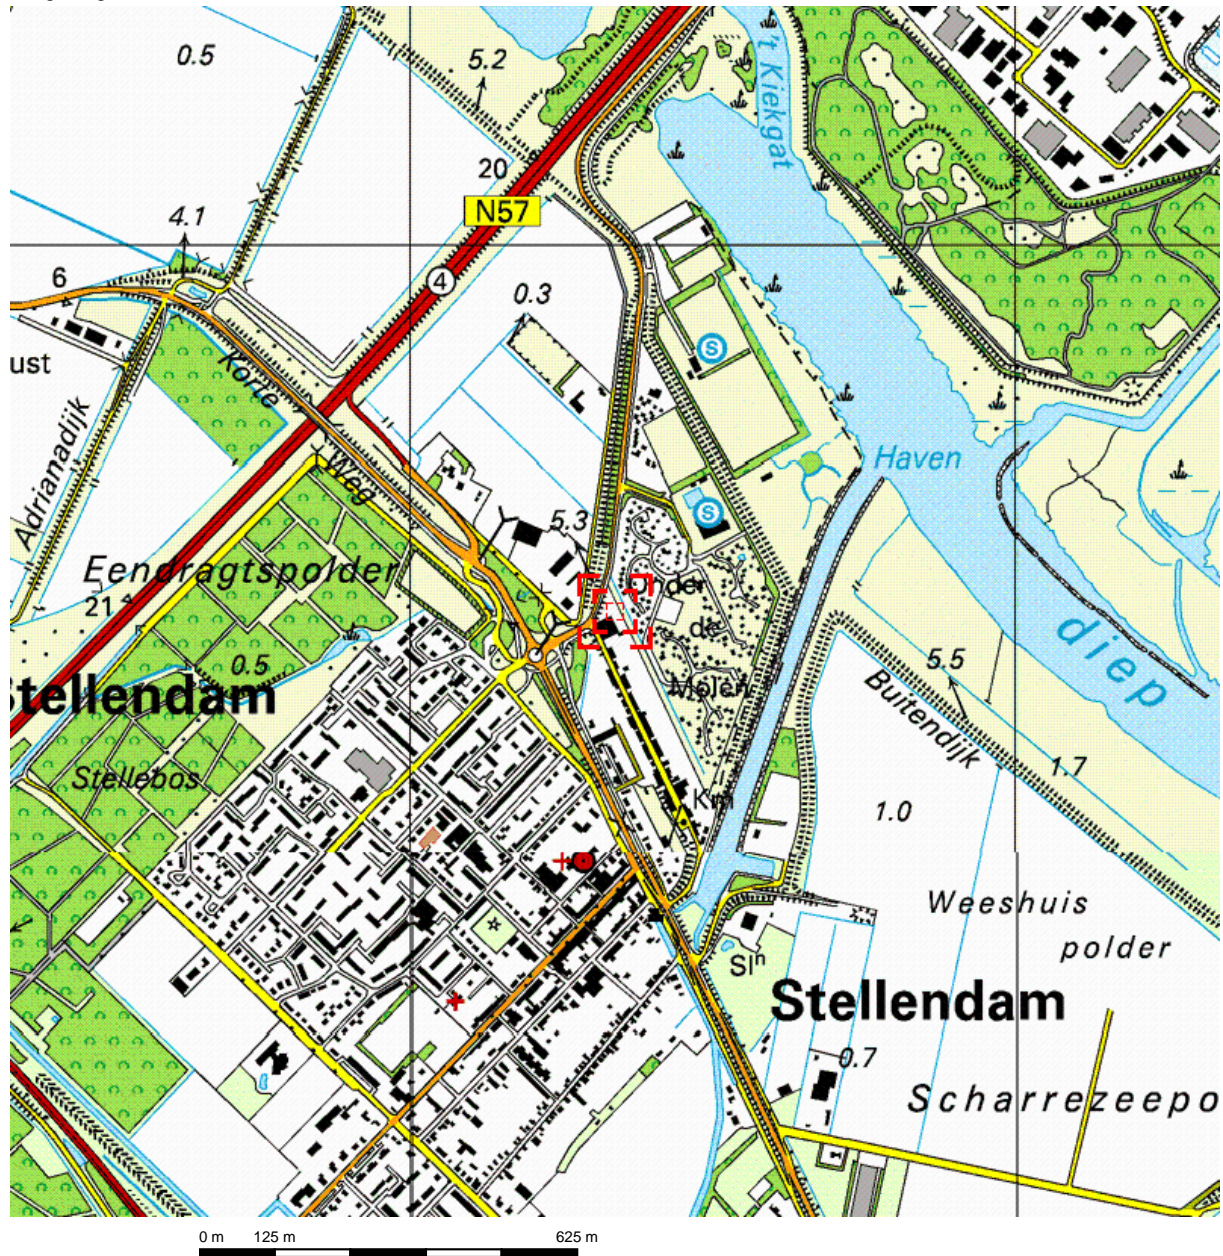 't Kiekgat
0.5
5.2
20
N57
4.1
6
4
0.3
S
ust
Korte
Weg
Adrianadijk
Haven
S
5.3
Eendragtspolder
Onder
21
de
diep
0.5
5.5
Stellendam
Molen
Buitendijk
Stellebos
1.7
Km
1.0
Weeshuis
polder
Slⁿ
Stellendam
0.7
Scharrezeepo
0 m 125 m 625 m